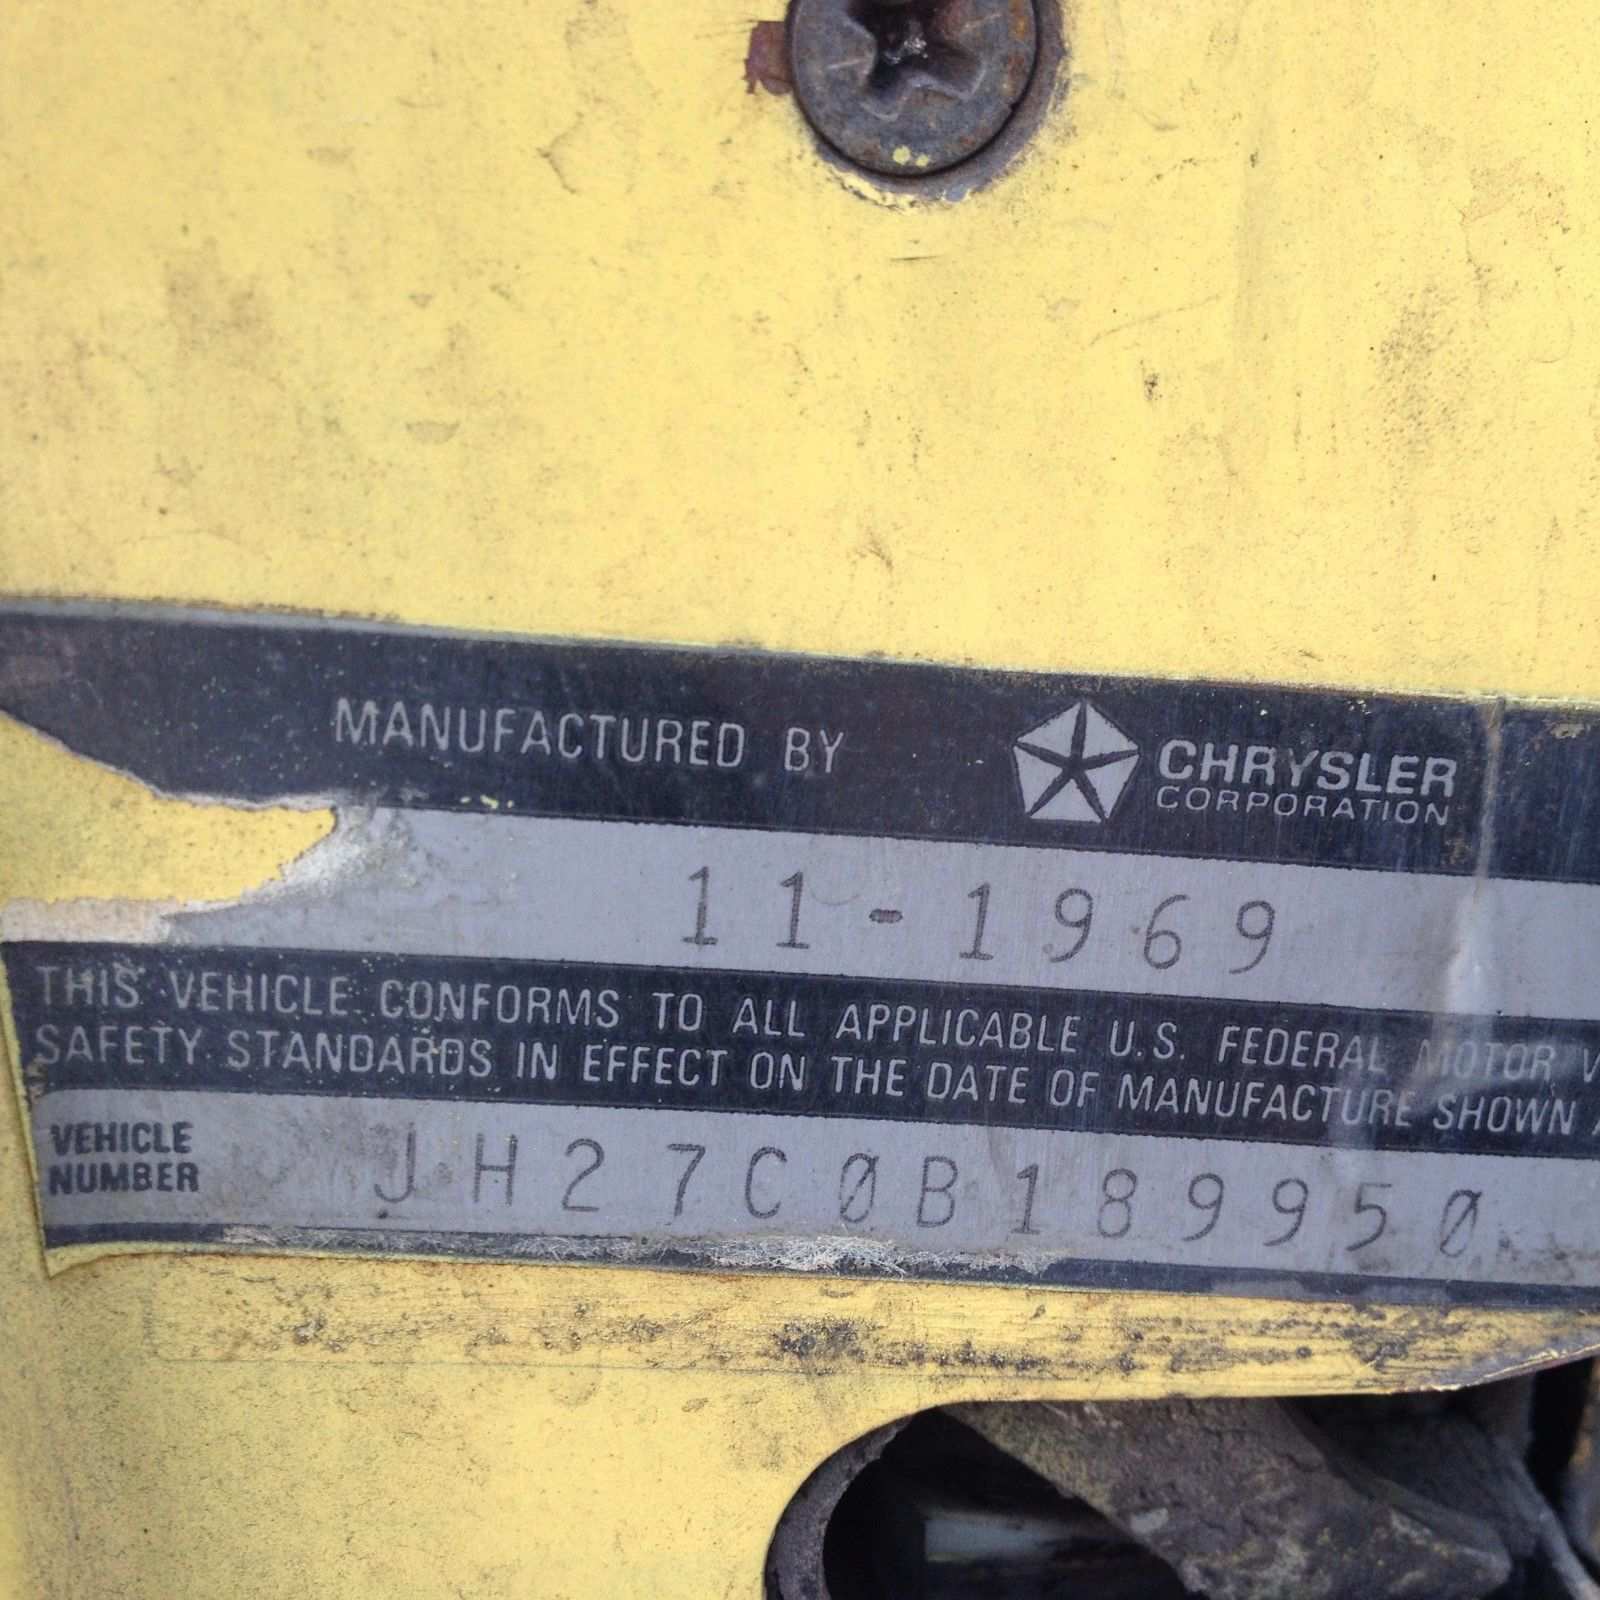 MANUFACTURED BY CHRYSLER
CORPORATION
11-1969
THIS VEHICLE CONFORMS TO ALL APPLICABLE U.S. FEDERAL MOTOR V
SAFETY STANDARDS IN EFFECT ON THE DATE OF MANUFACTURE SHOWN A
VEHICLE
NUMBER
JH27C0B189950